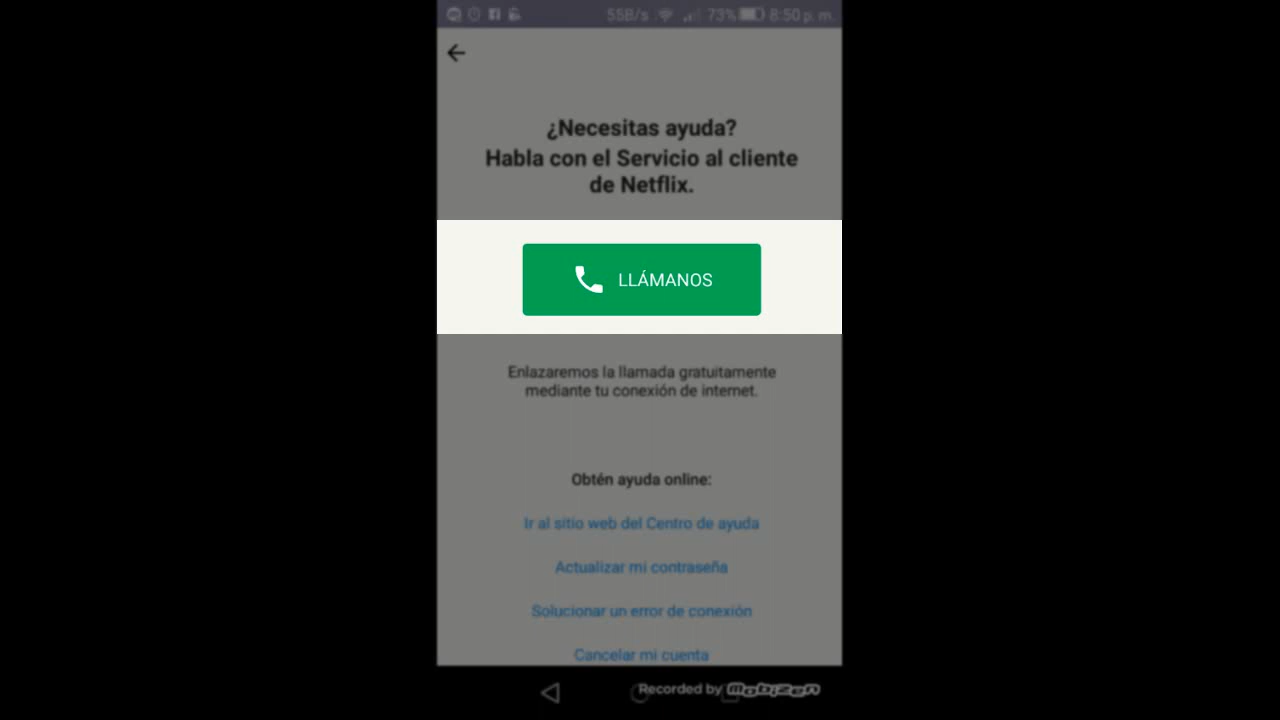 55B/s 73% 8:50 p. m.
¿Necesitas ayuda?
Habla con el Servicio al cliente
de Netflix.
LLÁMANOS
Enlazaremos la llamada gratuitamente
mediante tu conexión de internet.
Obtén ayuda online:
Ir al sitio web del Centro de ayuda
Actualizar mi contraseña
Solucionar un error de conexión
Cancelar mi cuenta
Recorded by Mobizen